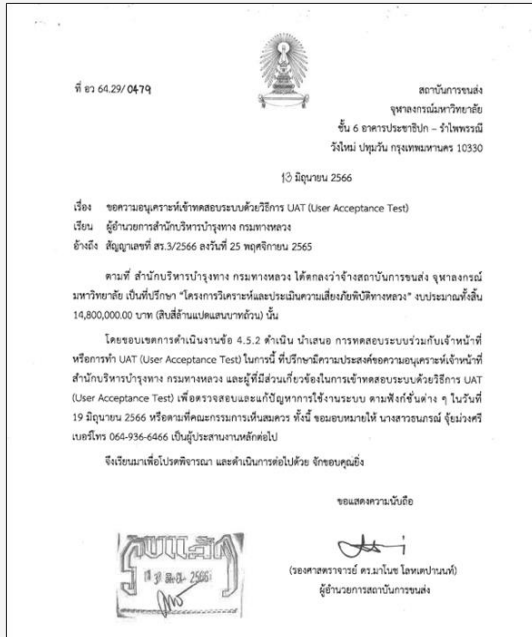 ที่ อว 64.29/0479
สถาบันการขนส่ง
จุฬาลงกรณ์มหาวิทยาลัย
ชั้น 6 อาคารประชาธิปก – รำไพพรรณี
วังใหม่ ปทุมวัน กรุงเทพมหานคร 10330
13 มิถุนายน 2566
เรื่อง ขอความอนุเคราะห์เข้าทดสอบระบบด้วยวิธีการ UAT (User Acceptance Test)
เรียน ผู้อำนวยการสำนักบริหารบำรุงทาง กรมทางหลวง
อ้างถึง สัญญาเลขที่ สร.3/2566 ลงวันที่ 25 พฤศจิกายน 2565
ตามที่ สำนักบริหารบำรุงทาง กรมทางหลวง ได้ตกลงว่าจ้างสถาบันการขนส่ง จุฬาลงกรณ์
มหาวิทยาลัย เป็นที่ปรึกษา "โครงการวิเคราะห์และประเมินความเสี่ยงภัยพิบัติทางหลวง" งบประมาณทั้งสิ้น
14,800,000.00 บาท (สิบสี่ล้านแปดแสนบาทถ้วน) นั้น
โดยขอบเขตการดำเนินงานข้อ 4.5.2 ดำเนิน นำเสนอ การทดสอบระบบร่วมกับเจ้าหน้าที่
หรือการทำ UAT (User Acceptance Test) ในการนี้ ที่ปรึกษามีความประสงค์ขอความอนุเคราะห์เจ้าหน้าที่
สำนักบริหารบำรุงทาง กรมทางหลวง และผู้ที่มีส่วนเกี่ยวข้องในการเข้าทดสอบระบบด้วยวิธีการ UAT
(User Acceptance Test) เพื่อตรวจสอบและแก้ปัญหาการใช้งานระบบ ตามฟังก์ชั่นต่าง ๆ ในวันที่
19 มิถุนายน 2566 หรือตามที่คณะกรรมการเห็นสมควร ทั้งนี้ ขอมอบหมายให้ นางสาวธนภรณ์ จุ้ยม่วงศรี
เบอร์โทร 064-936-6466 เป็นผู้ประสานงานหลักต่อไป
จึงเรียนมาเพื่อโปรดพิจารณา และดำเนินการต่อไปด้วย จักขอบคุณยิ่ง
ขอแสดงความนับถือ
(รองศาสตราจารย์ ดร.มาโนช โลหเตปานนท์)
ผู้อำนวยการสถาบันการขนส่ง
13 มิ.ย. 2566